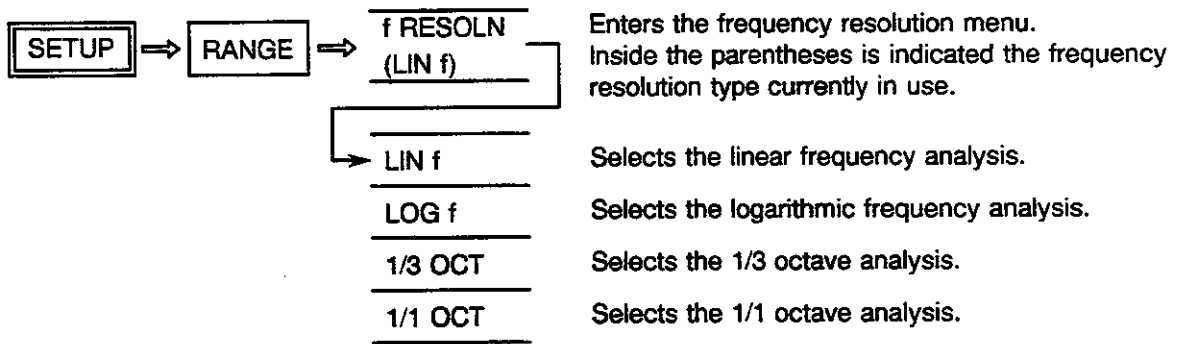 SETUP RANGE f RESOLN (LIN f)
Enters the frequency resolution menu.
Inside the parentheses is indicated the frequency
resolution type currently in use.
LIN f Selects the linear frequency analysis.
LOG f Selects the logarithmic frequency analysis.
1/3 OCT Selects the 1/3 octave analysis.
1/1 OCT Selects the 1/1 octave analysis.